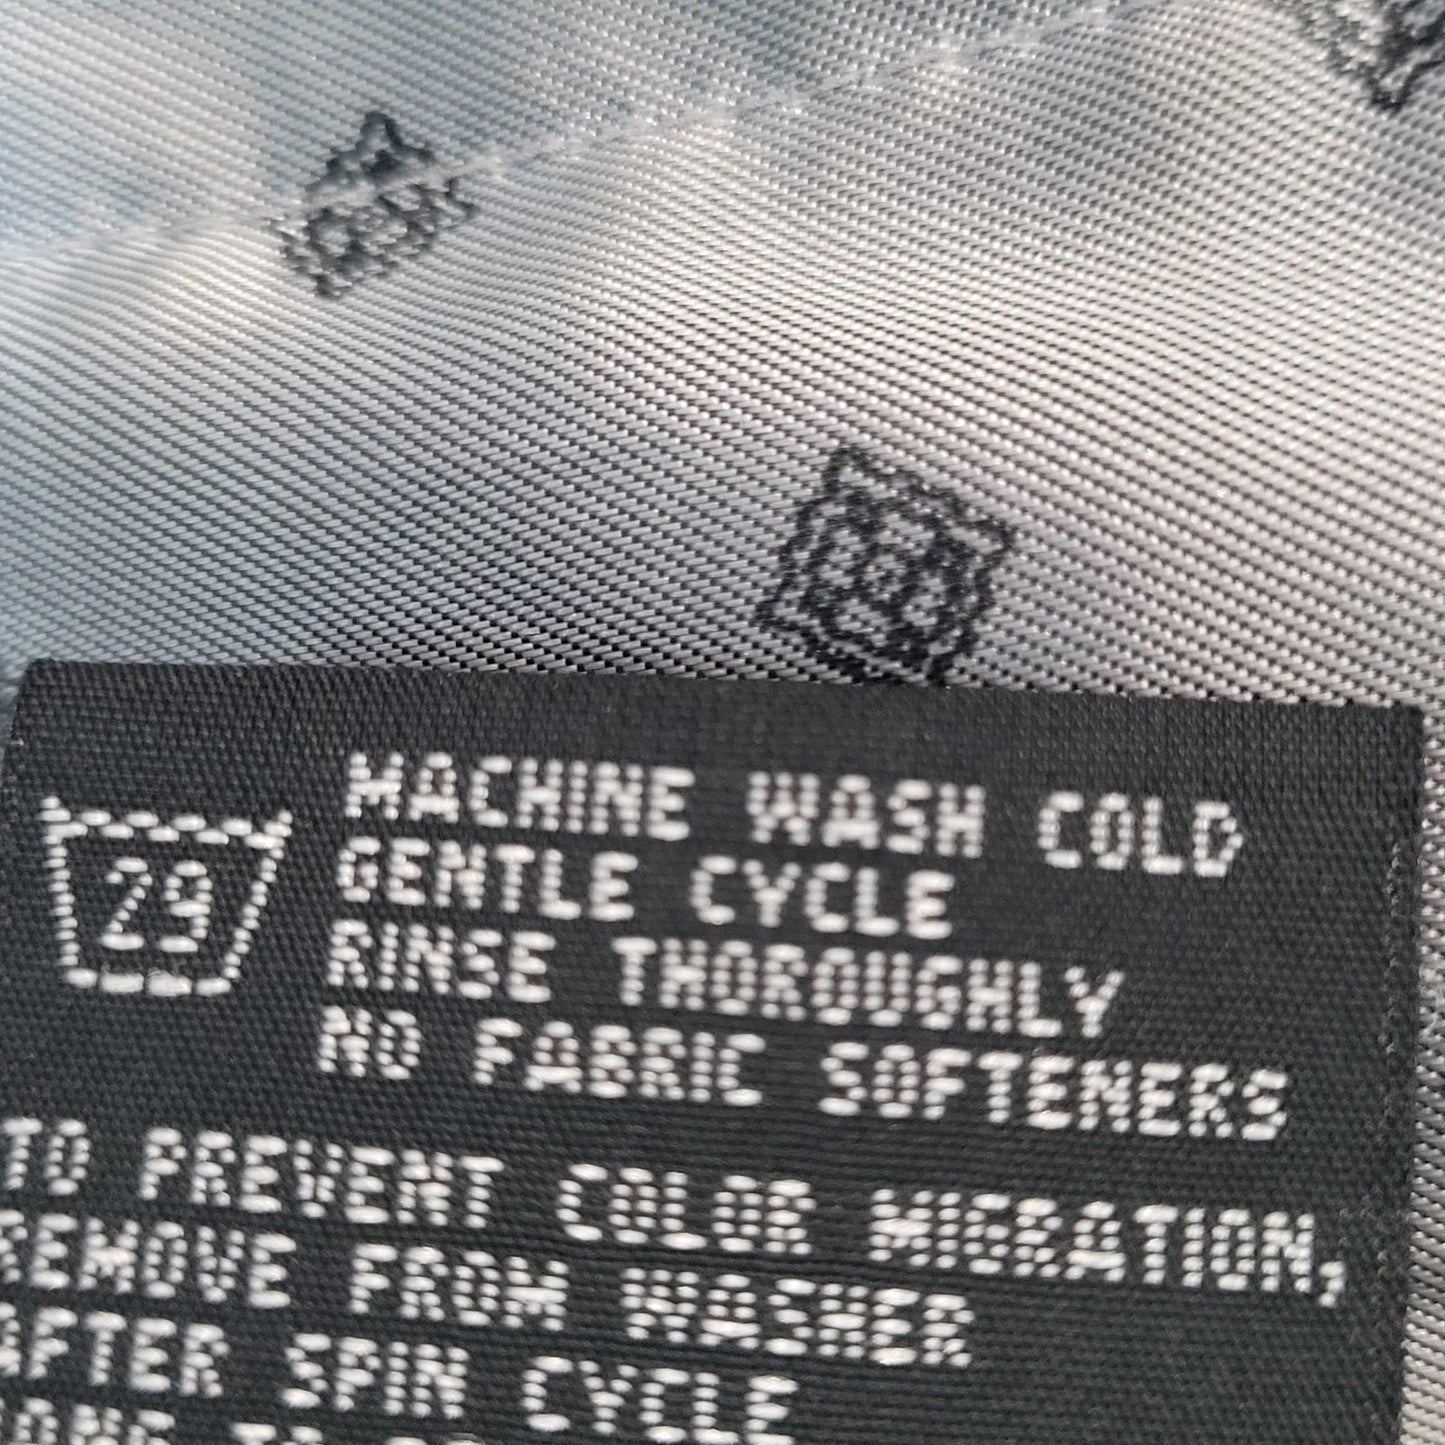 MACHINE WASH COLD
29
GENTLE CYCLE
RINSE THOROUGHLY
NO FABRIC SOFTENERS
TO PREVENT COLOR MIGRATION,
REMOVE FROM WASHER
AFTER SPIN CYCLE